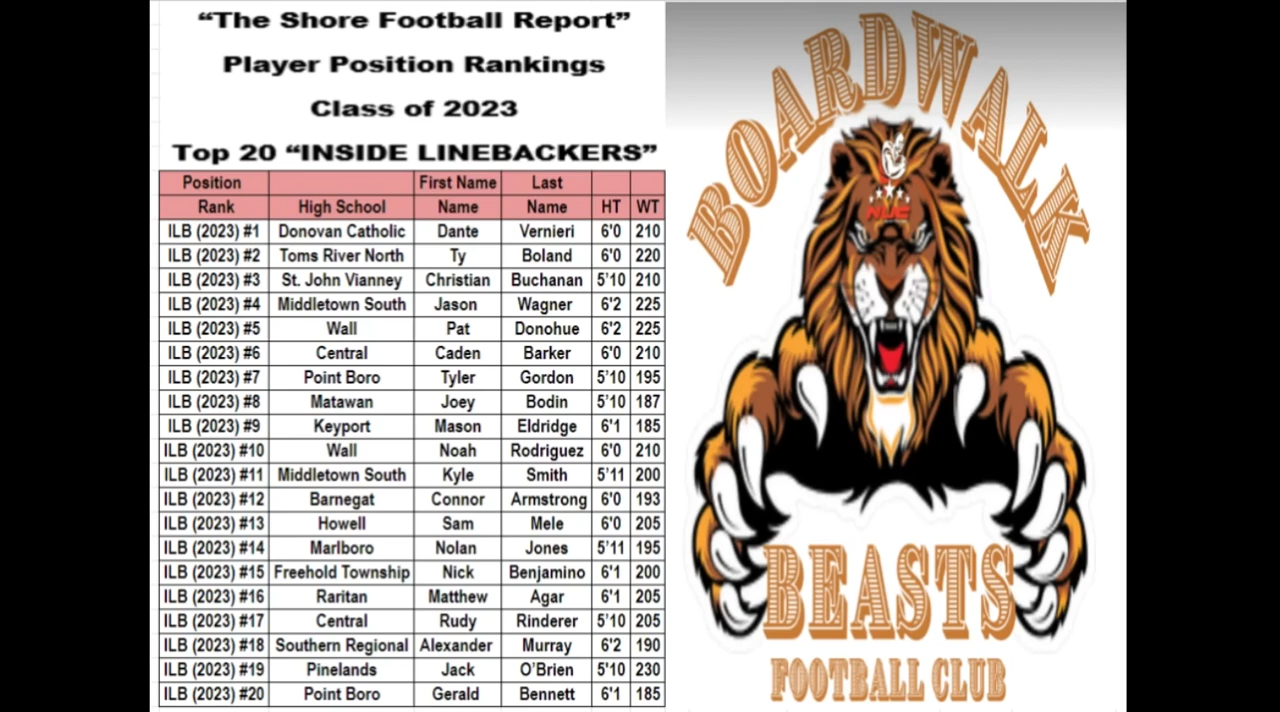 “The Shore Football Report”
Player Position Rankings
Class of 2023
Top 20 “INSIDE LINEBACKERS”
Position First Name Last
Rank High School Name Name HT WT
ILB (2023) #1 Donovan Catholic Dante Vernieri 6'0 210
ILB (2023) #2 Toms River North Ty Boland 6'0 220
ILB (2023) #3 St. John Vianney Christian Buchanan 5'10 210
ILB (2023) #4 Middletown South Jason Wagner 6'2 225
ILB (2023) #5 Wall Pat Donohue 6'2 225
ILB (2023) #6 Central Caden Barker 6'0 210
ILB (2023) #7 Point Boro Tyler Gordon 5'10 195
ILB (2023) #8 Matawan Joey Bodin 5'10 187
ILB (2023) #9 Keyport Mason Eldridge 6'1 185
ILB (2023) #10 Wall Noah Rodriguez 6'0 210
ILB (2023) #11 Middletown South Kyle Smith 5'11 200
ILB (2023) #12 Barnegat Connor Armstrong 6'0 193
ILB (2023) #13 Howell Sam Mele 6'0 205
ILB (2023) #14 Marlboro Nolan Jones 5'11 195
ILB (2023) #15 Freehold Township Nick Benjamino 6'1 200
ILB (2023) #16 Raritan Matthew Agar 6'1 205
ILB (2023) #17 Central Rudy Rinderer 5'10 205
ILB (2023) #18 Southern Regional Alexander Murray 6'2 190
ILB (2023) #19 Pinelands Jack O’Brien 5'10 230
ILB (2023) #20 Point Boro Gerald Bennett 6'1 185
BOARDWALK
NUC
BEASTS
FOOTBALL CLUB